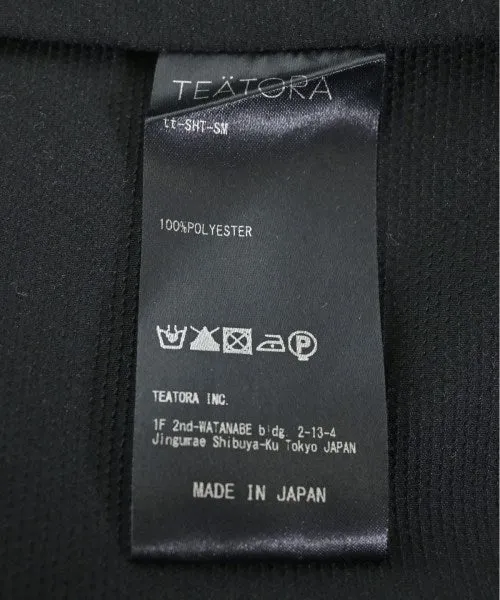 TEÄTORA
tt-SHT-SM
100%POLYESTER
P
TEATORA INC.
1F 2nd-WATANABE bldg. 2-13-4
Jingumae Shibuya-Ku Tokyo JAPAN
MADE IN JAPAN